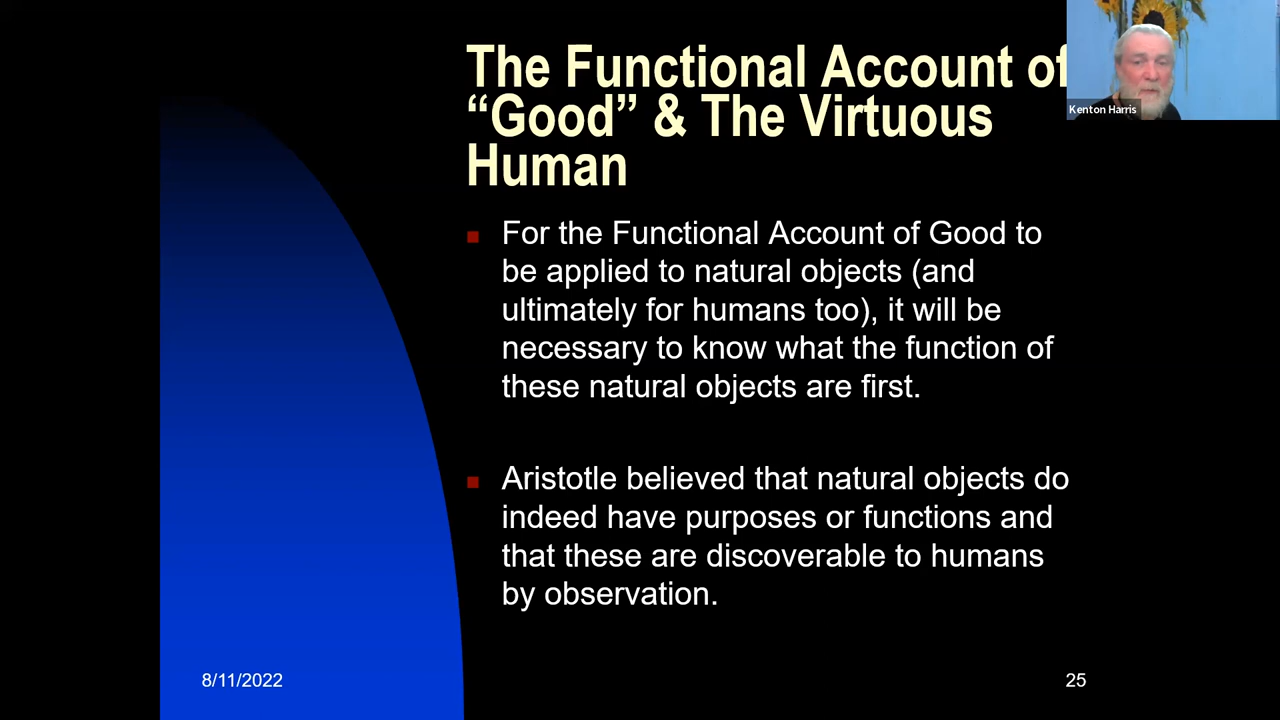 The Functional Account of
“Good” & The Virtuous
Human
Kenton Harris
For the Functional Account of Good to
be applied to natural objects (and
ultimately for humans too), it will be
necessary to know what the function of
these natural objects are first.
Aristotle believed that natural objects do
indeed have purposes or functions and
that these are discoverable to humans
by observation.
8/11/2022
25